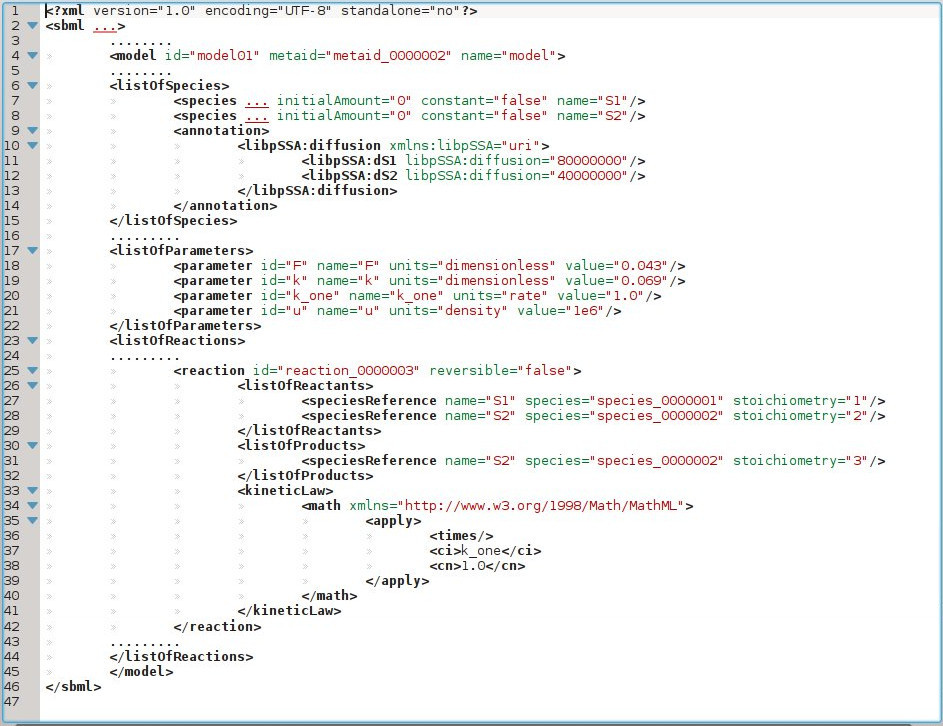 1 <?xml version="1.0" encoding="UTF-8" standalone="no"?>
2 <sbml ...>
3 ........
4 <model id="model01" metaid="metaid_0000002" name="model">
5 ........
6 <listOfSpecies>
7 <species ... initialAmount="0" constant="false" name="S1"/>
8 <species ... initialAmount="0" constant="false" name="S2"/>
9 <annotation>
10 <libpSSA:diffusion xmlns:libpSSA="uri">
11 <libpSSA:dS1 libpSSA:diffusion="80000000"/>
12 <libpSSA:dS2 libpSSA:diffusion="40000000"/>
13 </libpSSA:diffusion>
14 </annotation>
15 </listOfSpecies>
16 .........
17 <listOfParameters>
18 <parameter id="F" name="F" units="dimensionless" value="0.043"/>
19 <parameter id="k" name="k" units="dimensionless" value="0.069"/>
20 <parameter id="k_one" name="k_one" units="rate" value="1.0"/>
21 <parameter id="u" name="u" units="density" value="1e6"/>
22 </listOfParameters>
23 <listOfReactions>
24 .........
25 <reaction id="reaction_0000003" reversible="false">
26 <listOfReactants>
27 <speciesReference name="S1" species="species_0000001" stoichiometry="1"/>
28 <speciesReference name="S2" species="species_0000002" stoichiometry="2"/>
29 </listOfReactants>
30 <listOfProducts>
31 <speciesReference name="S2" species="species_0000002" stoichiometry="3"/>
32 </listOfProducts>
33 <kineticLaw>
34 <math xmlns="http://www.w3.org/1998/Math/MathML">
35 <apply>
36 <times/>
37 <ci>k_one</ci>
38 <cn>1.0</cn>
39 </apply>
40 </math>
41 </kineticLaw>
42 </reaction>
43 .........
44 </listOfReactions>
45 </model>
46 </sbml>
47